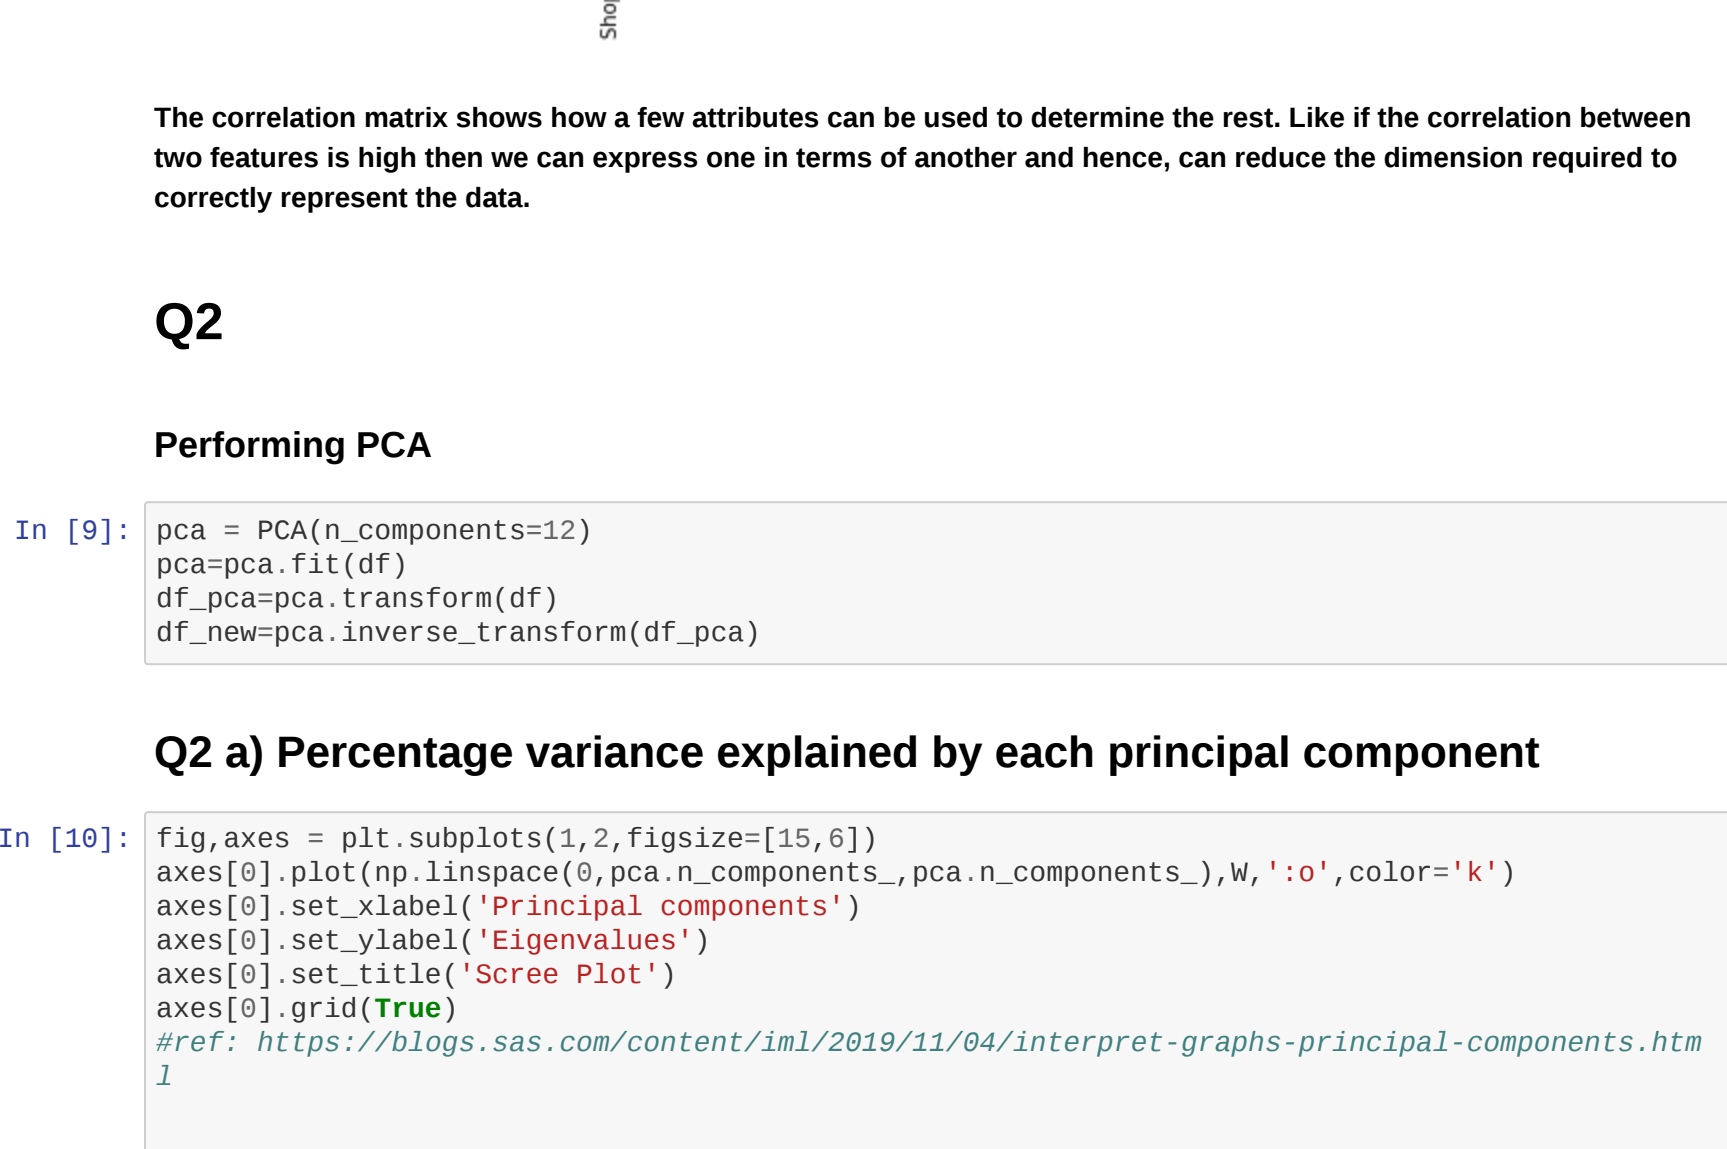 Shop
The correlation matrix shows how a few attributes can be used to determine the rest. Like if the correlation between
two features is high then we can express one in terms of another and hence, can reduce the dimension required to
correctly represent the data.
Q2
Performing PCA
In [9]:
pca = PCA(n_components=12)
pca=pca.fit(df)
df_pca=pca.transform(df)
df_new=pca.inverse_transform(df_pca)
Q2 a) Percentage variance explained by each principal component
In [10]:
fig,axes = plt.subplots(1,2,figsize=[15,6])
axes[0].plot(np.linspace(0,pca.n_components_,pca.n_components_),W,':o',color='k')
axes[0].set_xlabel('Principal components')
axes[0].set_ylabel('Eigenvalues')
axes[0].set_title('Scree Plot')
axes[0].grid(True)
#ref: https://blogs.sas.com/content/iml/2019/11/04/interpret-graphs-principal-components.htm
l